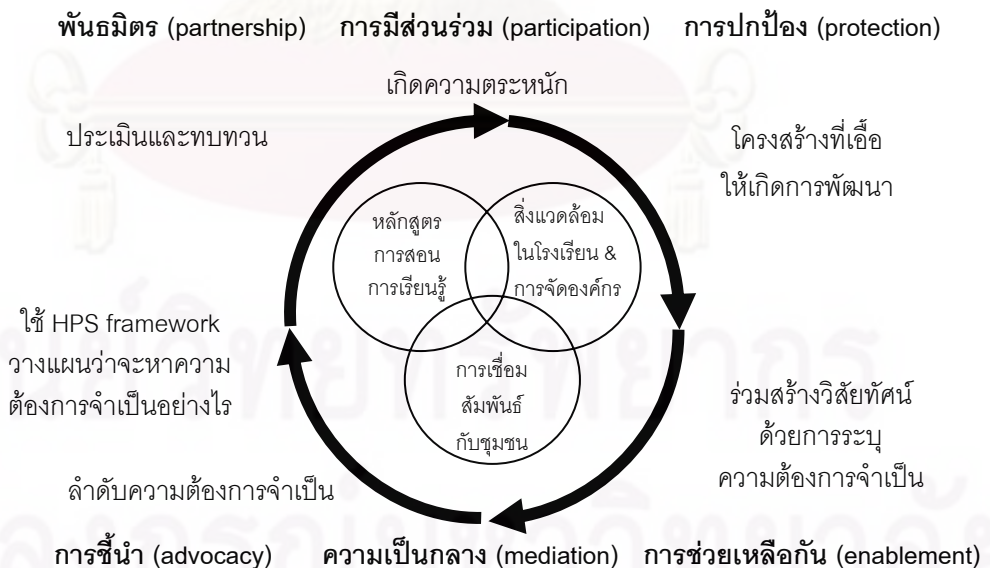 พันธมิตร (partnership) การมีส่วนร่วม (participation) การปกป้อง (protection)
เกิดความตระหนัก
ประเมินและทบทวน
โครงสร้างที่เอื้อ
ให้เกิดการพัฒนา
หลักสูตร
การสอน
การเรียนรู้
สิ่งแวดล้อม
ในโรงเรียน &
การจัดองค์กร
การเชื่อม
สัมพันธ์
กับชุมชน
ใช้ HPS framework
วางแผนว่าจะหาความ
ต้องการจำเป็นอย่างไร
ร่วมสร้างวิสัยทัศน์
ด้วยการระบุ
ความต้องการจำเป็น
ลำดับความต้องการจำเป็น
การชี้นำ (advocacy) ความเป็นกลาง (mediation) การช่วยเหลือกัน (enablement)